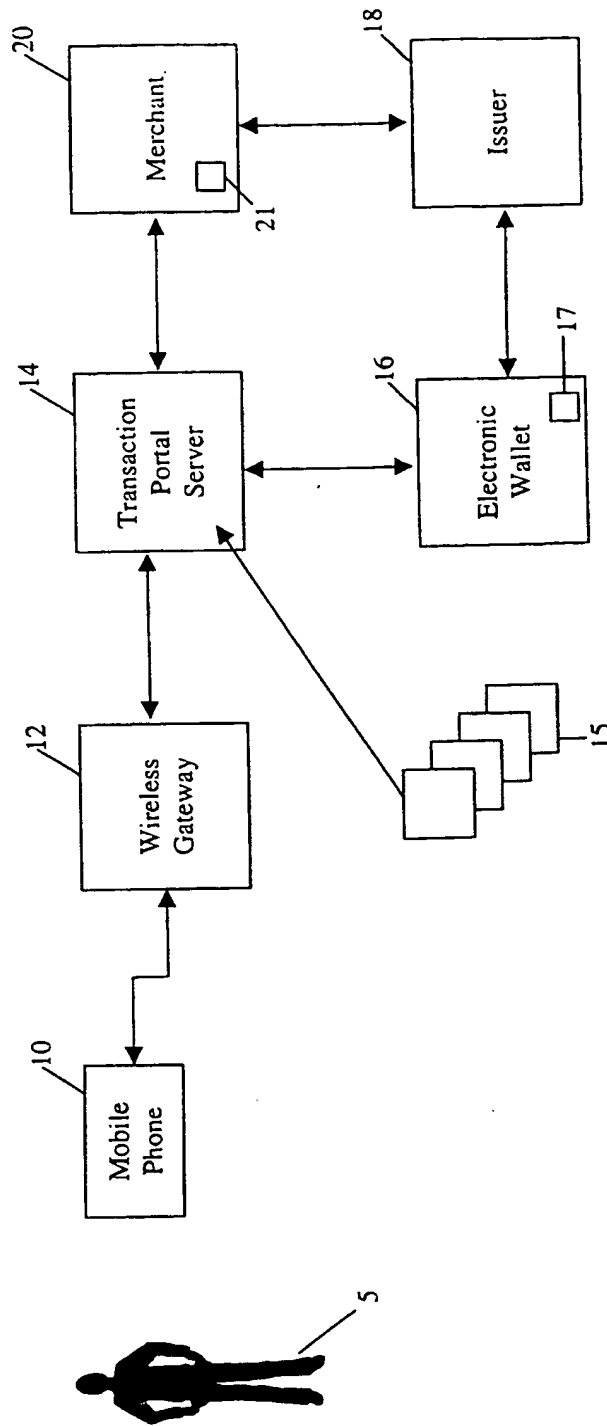 5
10
Mobile
Phone
12
Wireless
Gateway
14
Transaction
Portal
Server
20
Merchant.
21
15
16
Electronic
Wallet
17
18
Issuer